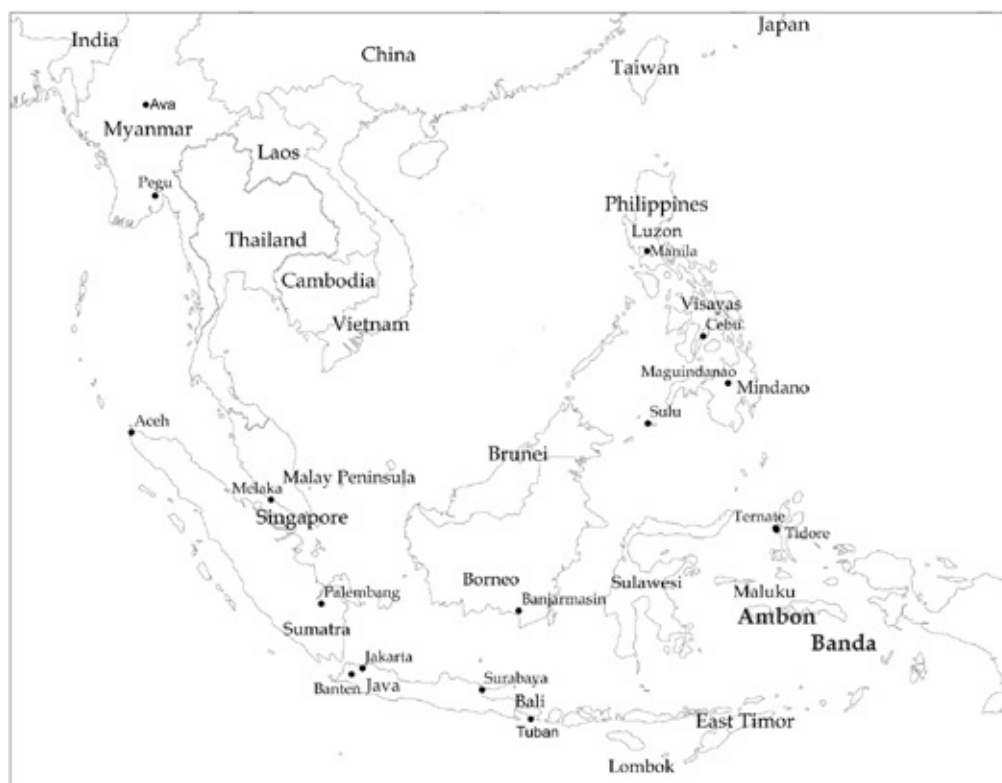 Japan
India
China
Taiwan
Ava
Myanmar
Laos
Pegu
Philippines
Luzon
Thailand
Manila
Cambodia
Visayas
Vietnam
Cebu
Maguindanao
Mindano
Sulu
Aceh
Brunei
Malay Peninsula
Melaka
Singapore
Ternate
Tidore
Borneo
Sulawesi
Palembang
Banjarmasin
Maluku
Ambon
Sumatra
Banda
Jakarta
Banten
Java
Surabaya
Bali
East Timor
Tuban
Lombok